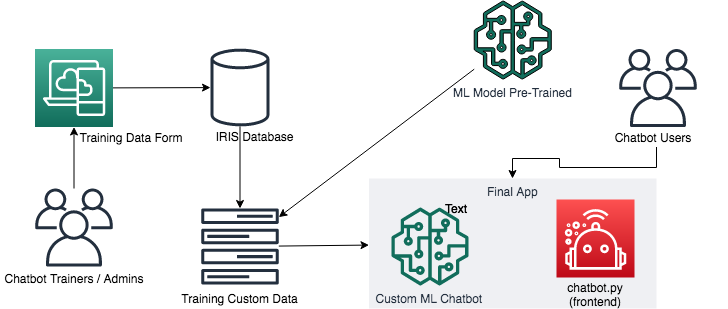 ML Model Pre-Trained
Training Data Form
IRIS Database
Chatbot Users
Final App
Text
Chatbot Trainers / Admins
Training Custom Data
Custom ML Chatbot
chatbot.py
(frontend)